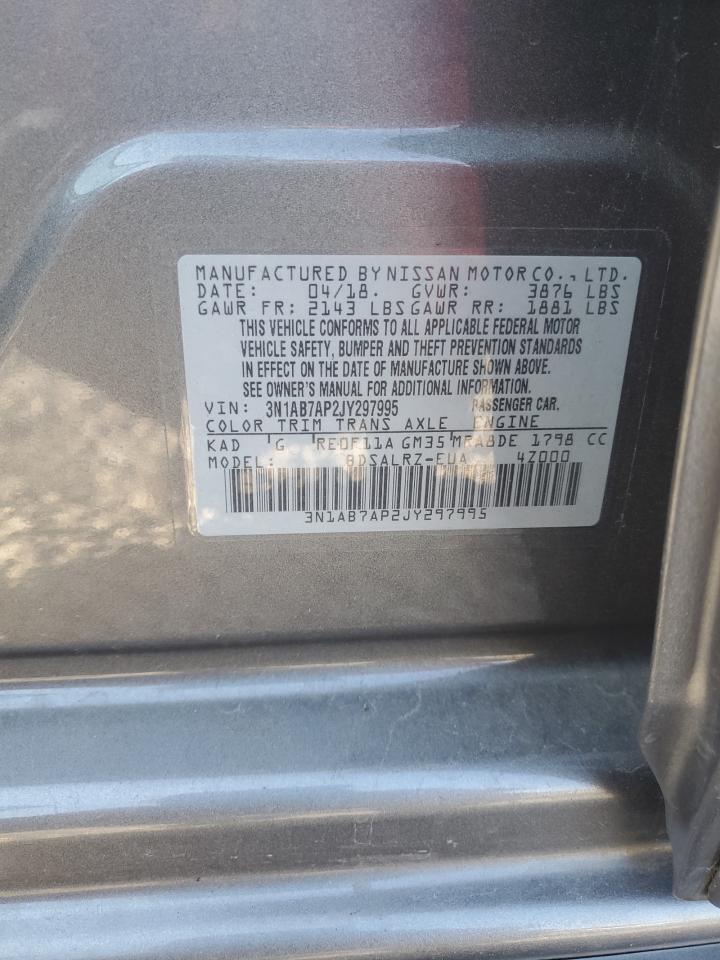 MANUFACTURED BY NISSAN MOTOR CO., LTD.
DATE: 04/18. GVWR: 3876 LBS
GAWR FR: 2143 LBS GAWR RR: 1881 LBS
THIS VEHICLE CONFORMS TO ALL APPLICABLE FEDERAL MOTOR
VEHICLE SAFETY, BUMPER AND THEFT PREVENTION STANDARDS
IN EFFECT ON THE DATE OF MANUFACTURE SHOWN ABOVE.
SEE OWNER'S MANUAL FOR ADDITIONAL INFORMATION.
VIN: 3N1AB7AP2JY297995 PASSENGER CAR.
COLOR TRIM TRANS AXLE ENGINE
KAD G RE0F11A GM35 MRA8DE 1798 CC
MODEL: BDSALRZ-EUA 4Z000
3N1AB7AP2JY297995